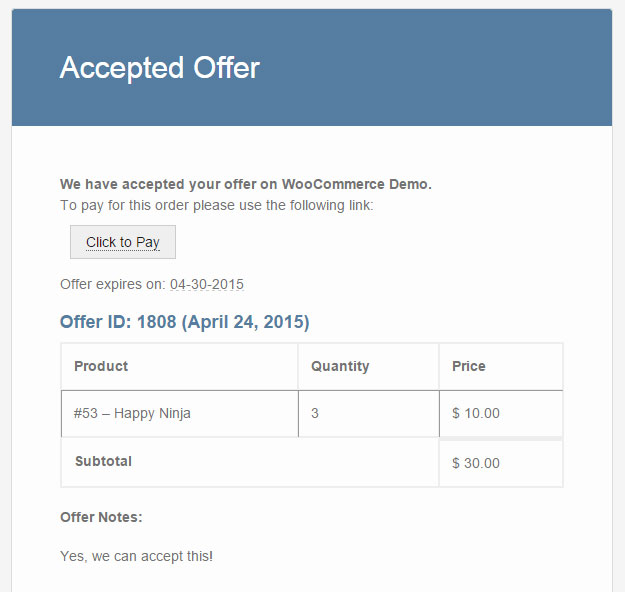 Accepted Offer
We have accepted your offer on WooCommerce Demo.
To pay for this order please use the following link:
Click to Pay
Offer expires on: 04-30-2015
Offer ID: 1808 (April 24, 2015)
Product Quantity Price
#53 – Happy Ninja 3 $ 10.00
Subtotal $ 30.00
Offer Notes:
Yes, we can accept this!